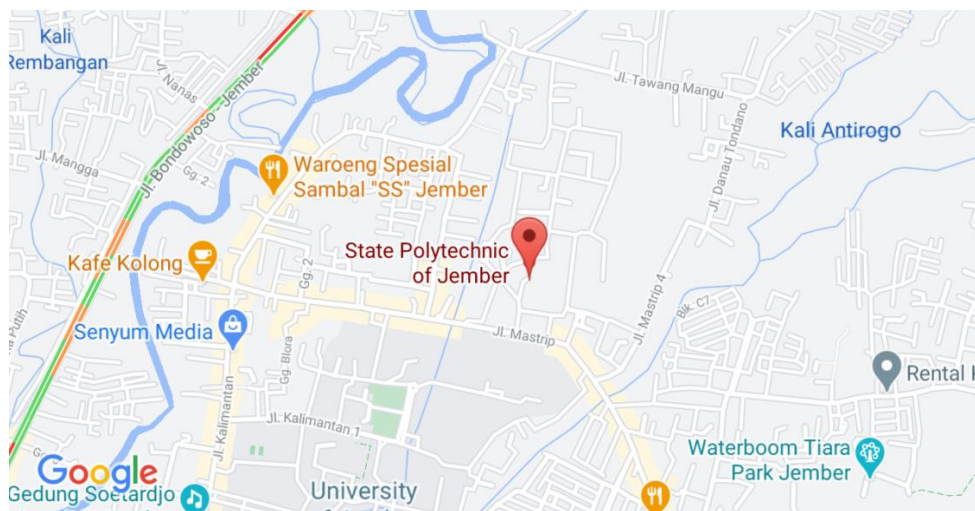 Kali
Rembangan
Jl. Nanas
Jl. Bondowoso - Jember
Jl. Mangga
Gg. 2
Jl. Tawang Mangu
Kali Antirogo
Jl. Danau Tondano
Waroeng Spesial
Sambal "SS" Jember
State Polytechnic
of Jember
Kafe Kolong
Gg. 2
Senyum Media
Gg. Blora
Jl. Mastrip
Jl. Mastrip 4
Blk. C7
Putih
Rental
Jl. Kalimantan
Jl. Kalimantan 1
Waterboom Tiara
Park Jember
Google
Gedung Soetardjo
University